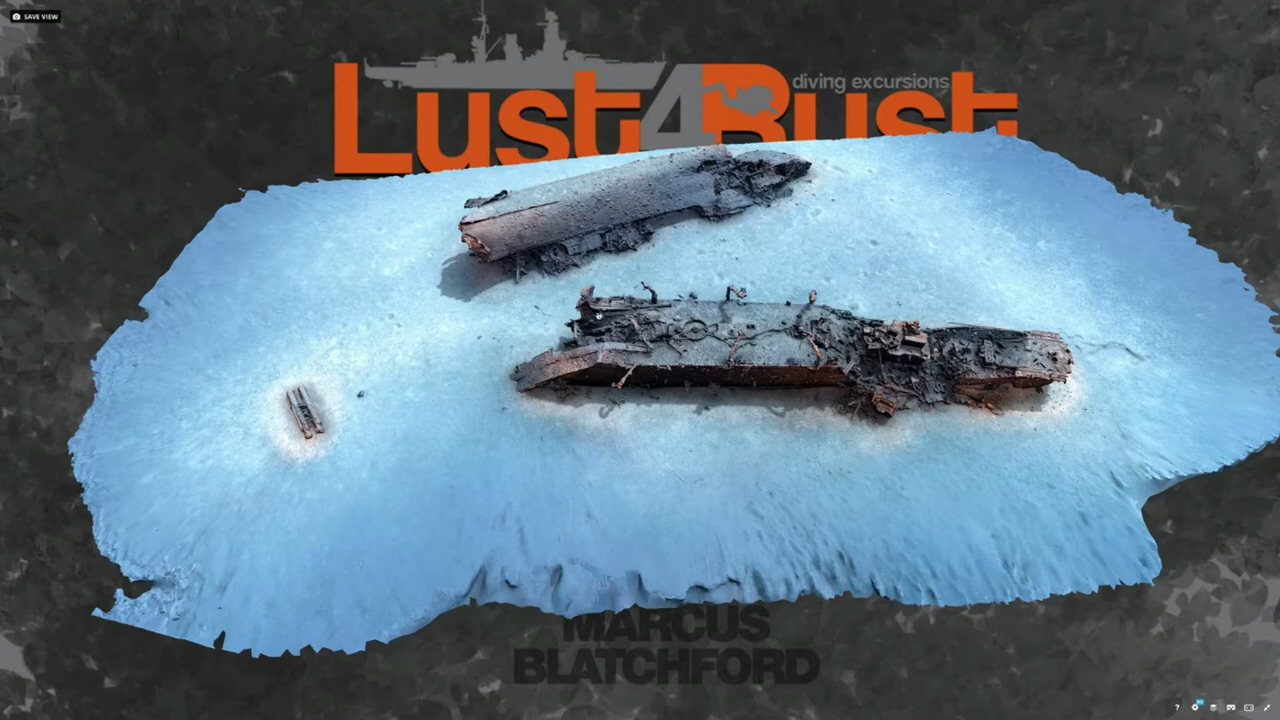 SAVE VIEW
diving excursions
Lust4Rust
MARCUS
BLATCHFORD
?